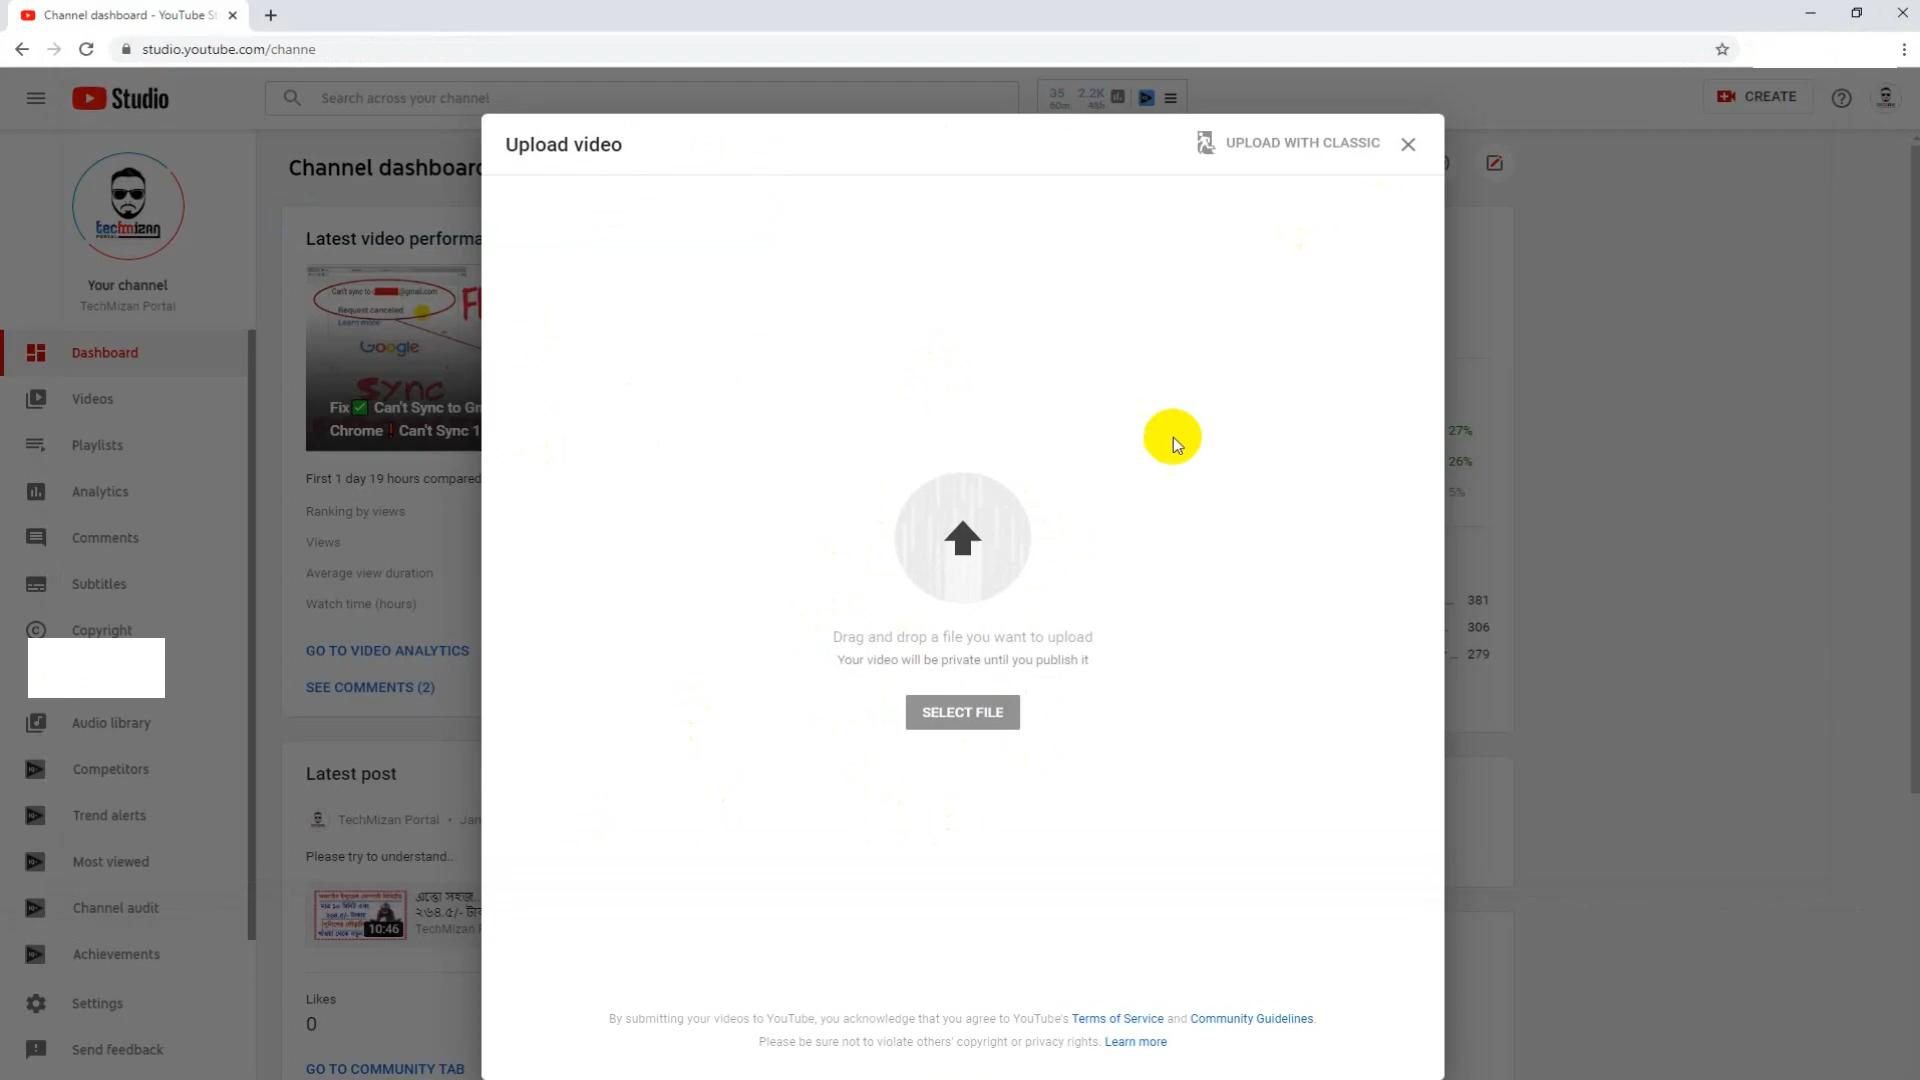 Channel dashboard - YouTube St
studio.youtube.com/channe
Studio
Search across your channel
35 2.2K
60m 48h
CREATE
Upload video
UPLOAD WITH CLASSIC
Channel dashboard
tecmizan
PORTAL
Your channel
TechMizan Portal
Dashboard
Videos
Playlists
Analytics
Comments
Subtitles
Copyright
Audio library
Competitors
Trend alerts
Most viewed
Channel audit
Achievements
Settings
Send feedback
Latest video performa
Can't sync to @gmail.com
Request canceled
Learn more
Google
SYNC
Fix✅ Can't Sync to Gm
Chrome❗Can't Sync 1
First 1 day 19 hours compared
Ranking by views
Views
Average view duration
Watch time (hours)
GO TO VIDEO ANALYTICS
SEE COMMENTS (2)
Latest post
TechMizan Portal • Jan
Please try to understand..
এত্তো সহজ..
২৬৪.৫/- টা
TechMizan P
10:46
Likes
0
GO TO COMMUNITY TAB
Drag and drop a file you want to upload
Your video will be private until you publish it
SELECT FILE
By submitting your videos to YouTube, you acknowledge that you agree to YouTube's Terms of Service and Community Guidelines.
Please be sure not to violate others' copyright or privacy rights. Learn more
27%
26%
5%
381
306
279